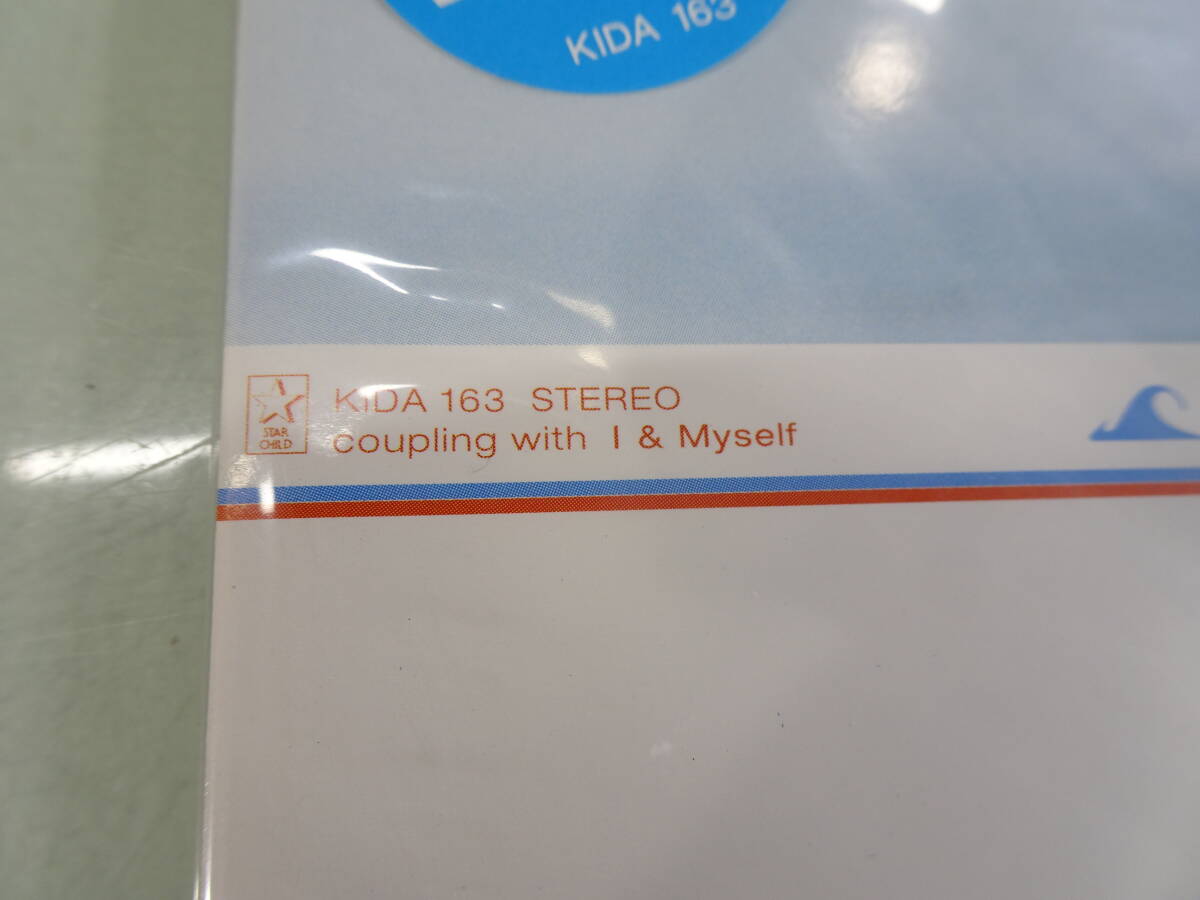 KIDA 163
STAR
CHILD
KIDA 163 STEREO
coupling with I & Myself